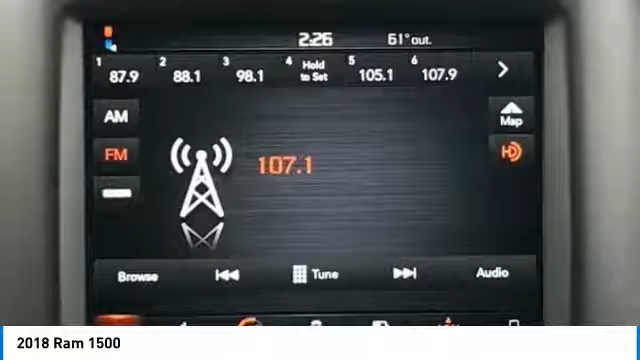 2:26 61° out.
1 87.9 2 88.1 3 98.1 4 Hold to Set 5 105.1 6 107.9
AM
Map
FM
HD
107.1
Browse Tune Audio
2018 Ram 1500